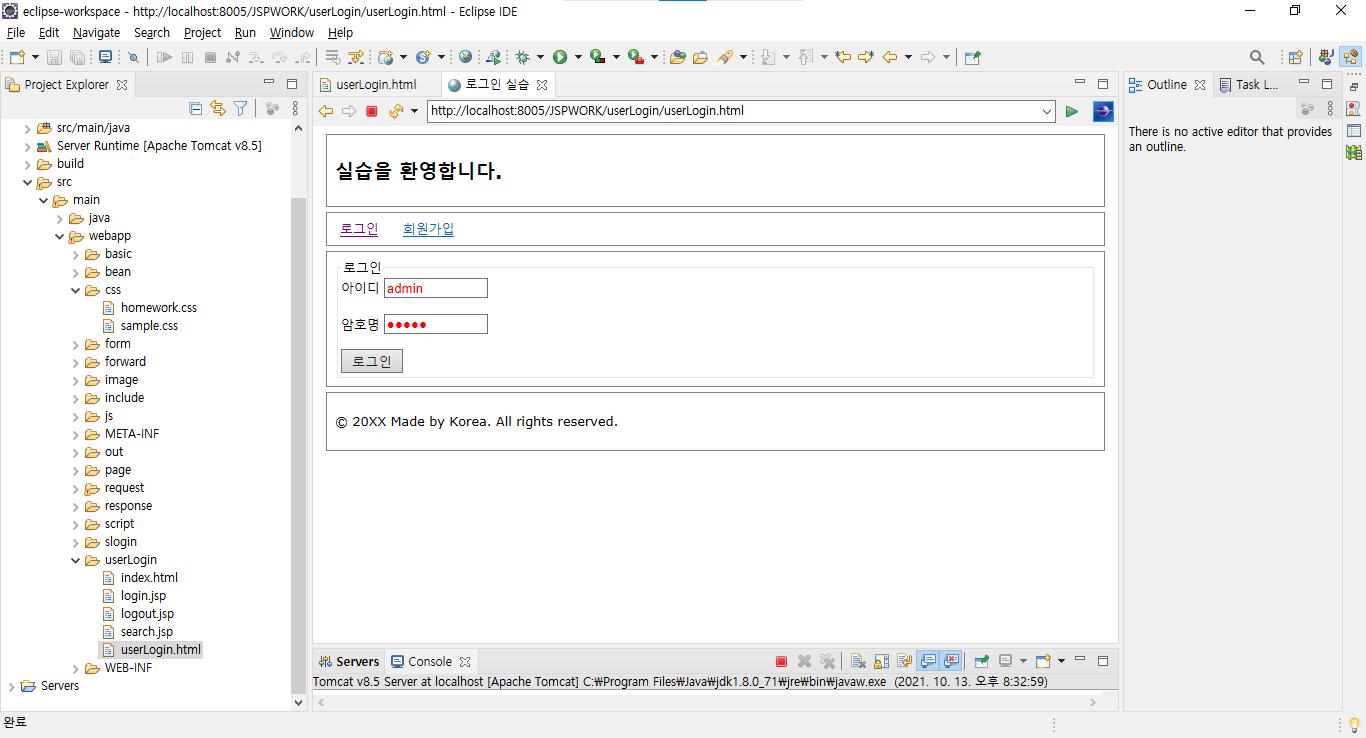 eclipse-workspace - http://localhost:8005/JSPWORK/userLogin/userLogin.html - Eclipse IDE
File Edit Navigate Search Project Run Window Help
Project Explorer
src/main/java
Server Runtime [Apache Tomcat v8.5]
build
src
main
java
webapp
basic
bean
css
homework.css
sample.css
form
forward
image
include
js
META-INF
out
page
request
response
script
slogin
userLogin
index.html
login.jsp
logout.jsp
search.jsp
userLogin.html
WEB-INF
Servers
userLogin.html 로그인 실습
http://localhost:8005/JSPWORK/userLogin/userLogin.html
실습을 환영합니다.
로그인 회원가입
로그인
아이디 admin
암호명 ●●●●●
로그인
© 20XX Made by Korea. All rights reserved.
Servers Console
Tomcat v8.5 Server at localhost [Apache Tomcat] C:₩Program Files₩Java₩jdk1.8.0_71₩jre₩bin₩javaw.exe (2021. 10. 13. 오후 8:32:59)
Outline Task L...
There is no active editor that provides
an outline.
완료